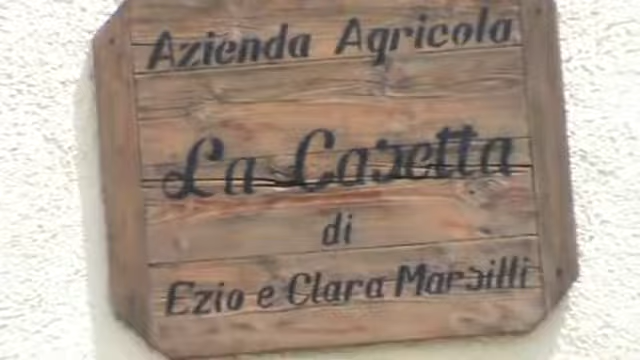 Azienda Agricola
La Casetta
di
Ezio e Clara Marsilli